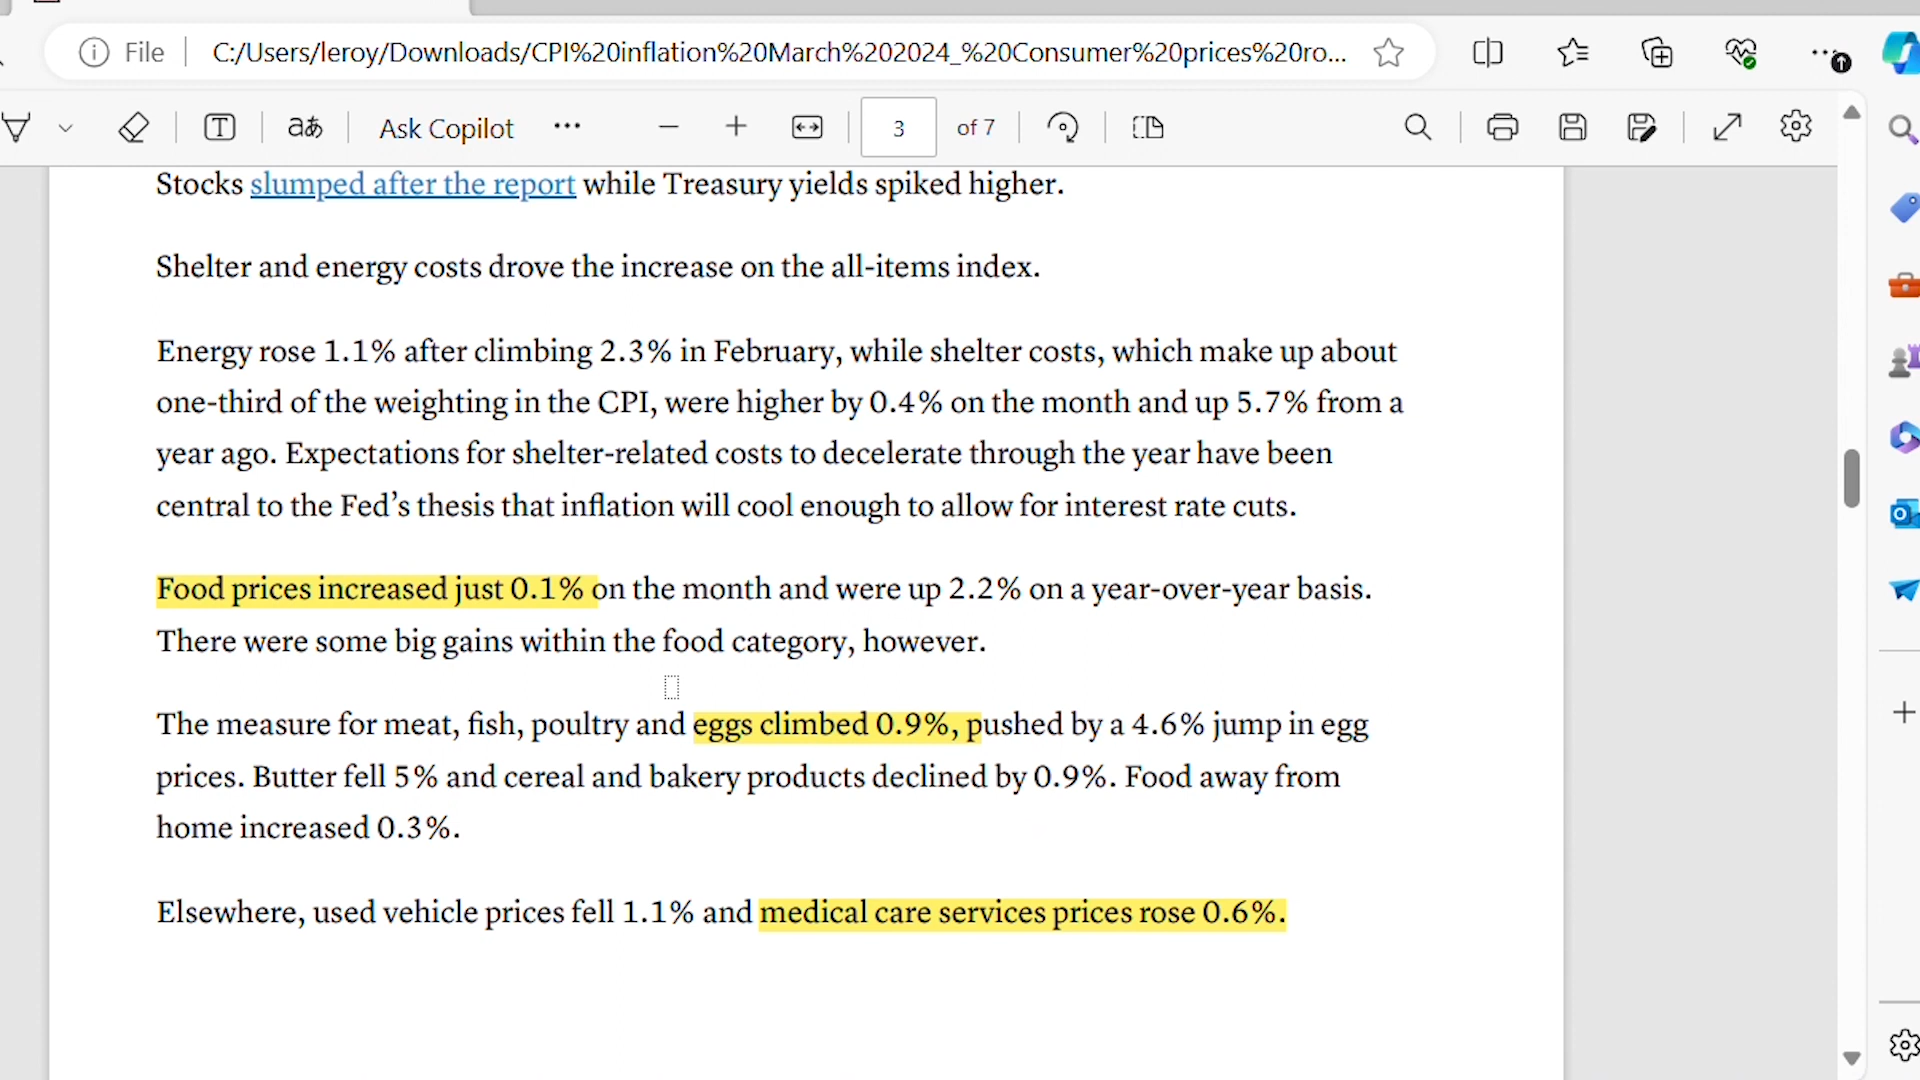 File C:/Users/leroy/Downloads/CPI%20inflation%20March%202024_%20Consumer%20prices%20ro...
T aあ Ask Copilot ... 3 of 7
Stocks slumped after the report while Treasury yields spiked higher.
Shelter and energy costs drove the increase on the all-items index.
Energy rose 1.1% after climbing 2.3% in February, while shelter costs, which make up about
one-third of the weighting in the CPI, were higher by 0.4% on the month and up 5.7% from a
year ago. Expectations for shelter-related costs to decelerate through the year have been
central to the Fed’s thesis that inflation will cool enough to allow for interest rate cuts.
Food prices increased just 0.1% on the month and were up 2.2% on a year-over-year basis.
There were some big gains within the food category, however.
The measure for meat, fish, poultry and eggs climbed 0.9%, pushed by a 4.6% jump in egg
prices. Butter fell 5% and cereal and bakery products declined by 0.9%. Food away from
home increased 0.3%.
Elsewhere, used vehicle prices fell 1.1% and medical care services prices rose 0.6%.